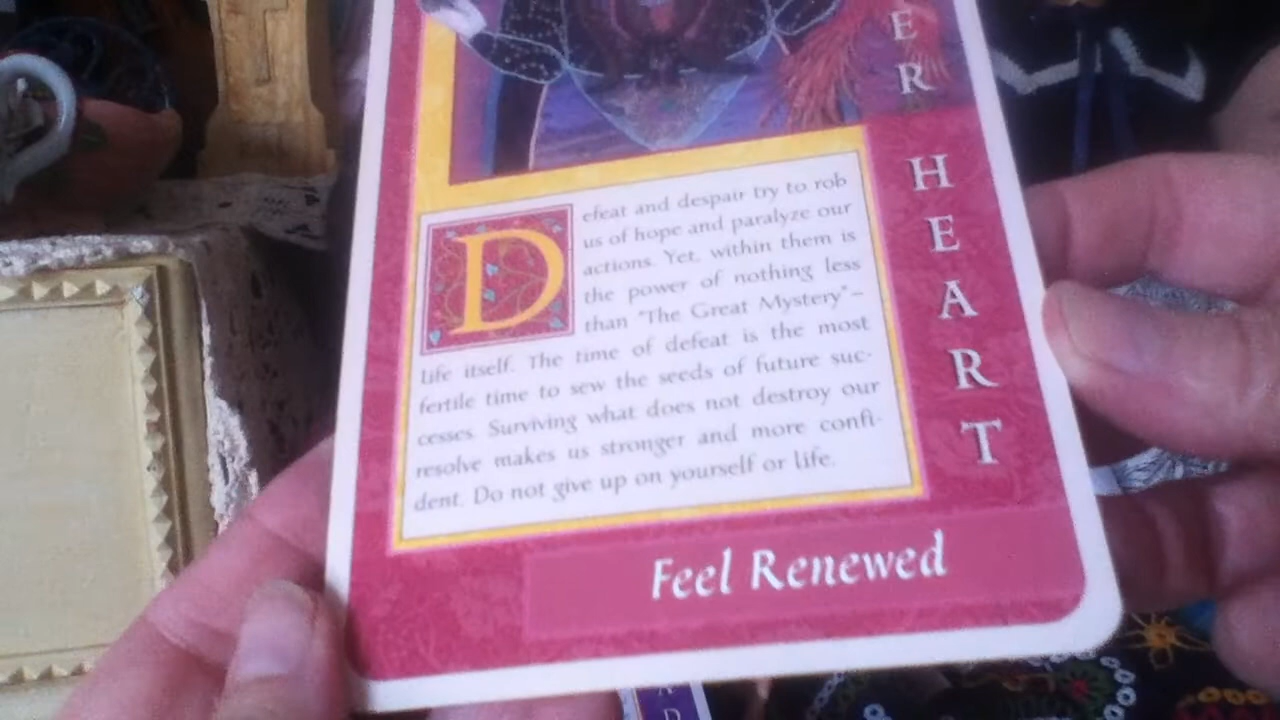 E
R
HEART
Defeat and despair try to rob
us of hope and paralyze our
actions. Yet, within them is
the power of nothing less
than "The Great Mystery"–
Life itself. The time of defeat is the most
fertile time to sew the seeds of future suc-
cesses. Surviving what does not destroy our
resolve makes us stronger and more confi-
dent. Do not give up on yourself or life.
Feel Renewed
N
D